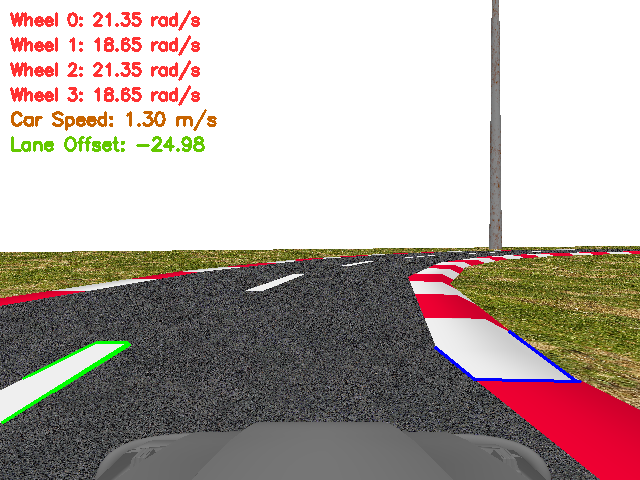 Wheel 0: 21.35 rad/s
Wheel 1: 18.65 rad/s
Wheel 2: 21.35 rad/s
Wheel 3: 18.65 rad/s
Car Speed: 1.30 m/s
Lane Offset: -24.98